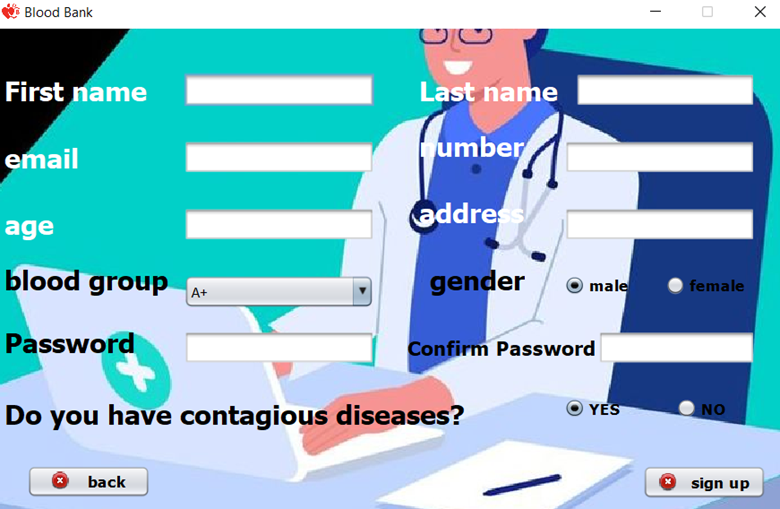 Blood Bank
First name
Last name
email
number
age
address
blood group
A+
gender
male
female
Password
Confirm Password
Do you have contagious diseases?
YES
NO
back
sign up